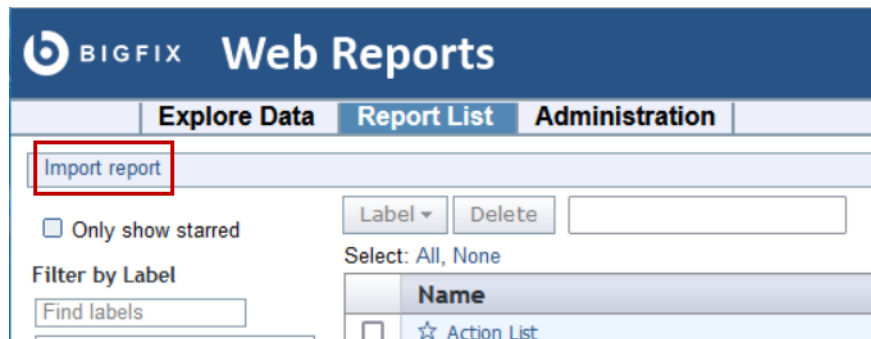 BIGFIX Web Reports
Explore Data Report List Administration
Import report
Only show starred
Label Delete
Select: All, None
Filter by Label
Name
Find labels
Action List